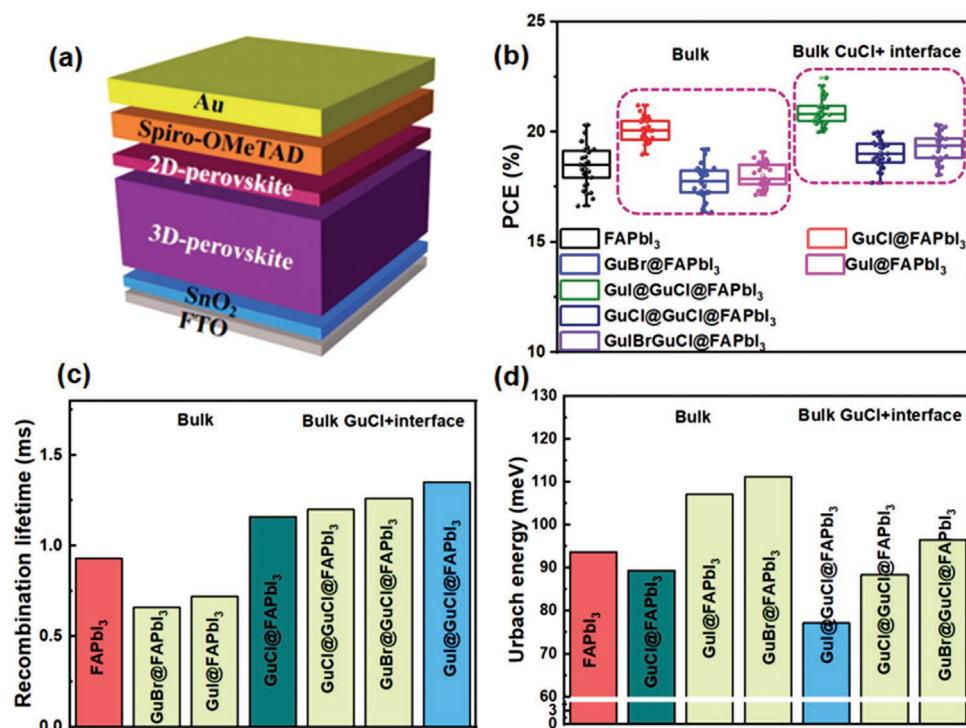 (a)
Au
Spiro-OMeTAD
2D-perovskite
3D-perovskite
SnO₂
FTO
(b)
25
20
15
10
PCE (%)
Bulk
Bulk CuCl+ interface
FAPbI₃
GuCl@FAPbI₃
GuBr@FAPbI₃
GuI@FAPbI₃
GuI@GuCl@FAPbI₃
GuCl@GuCl@FAPbI₃
GuIBrGuCl@FAPbI₃
(c)
Recombination lifetime (ms)
1.5
1.0
0.5
0.0
Bulk
Bulk GuCl+interface
FAPbI₃
GuBr@FAPbI₃
GuI@FAPbI₃
GuCl@FAPbI₃
GuCl@GuCl@FAPbI₃
GuBr@GuCl@FAPbI₃
GuI@GuCl@FAPbI₃
(d)
Urbach energy (meV)
130
120
110
100
90
80
70
60
3
0
Bulk
Bulk GuCl+interface
FAPbI₃
GuCl@FAPbI₃
GuI@FAPbI₃
GuBr@FAPbI₃
GuI@GuCl@FAPbI₃
GuCl@GuCl@FAPbI₃
GuBr@GuCl@FAPbI₃